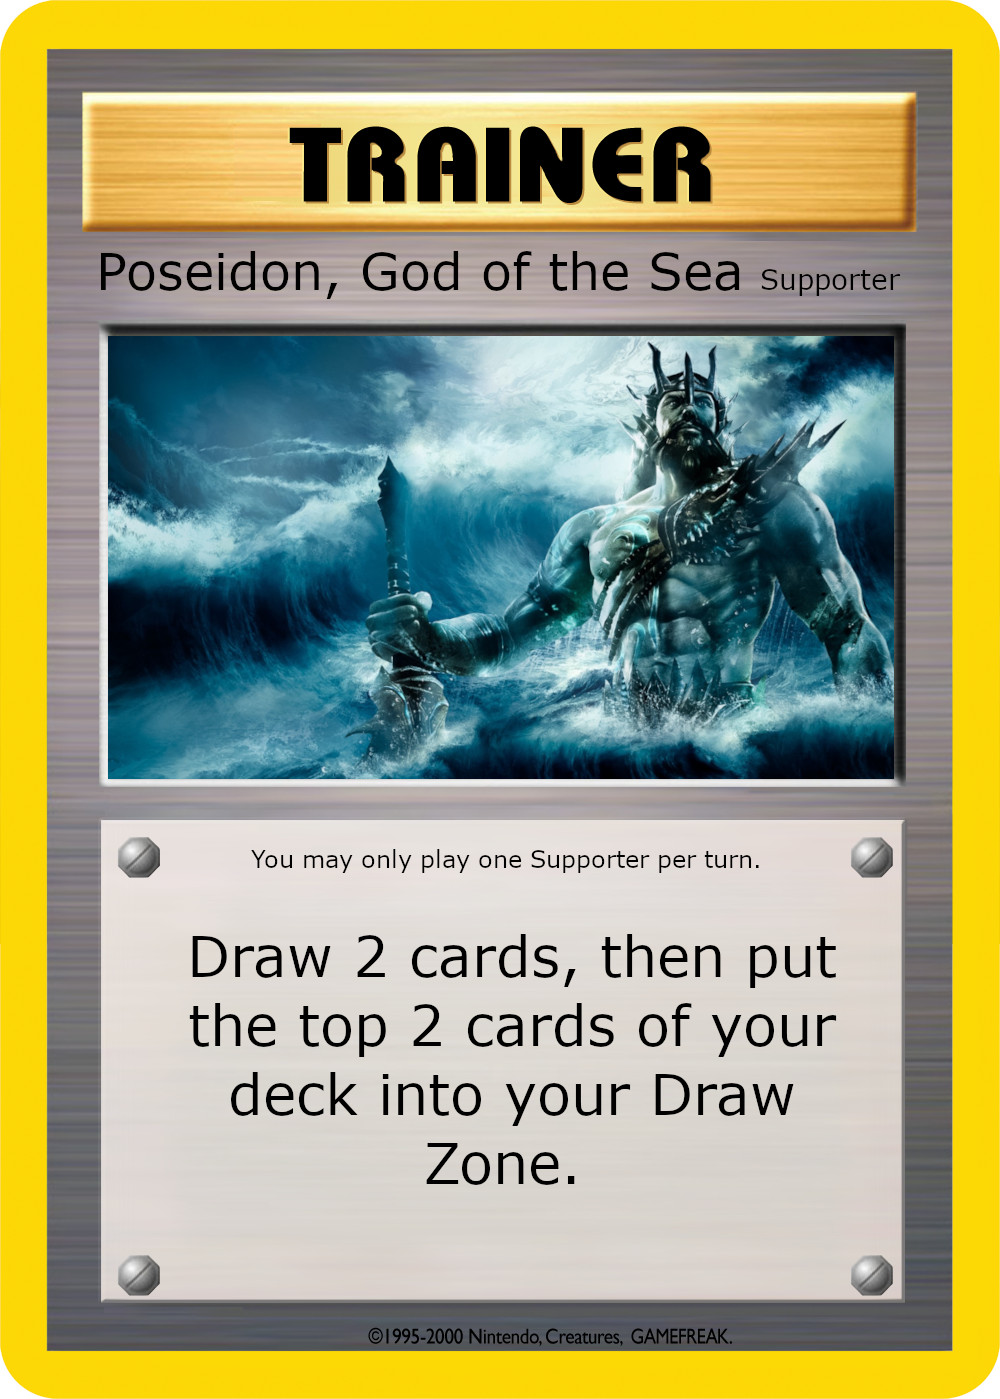 TRAINER
Poseidon, God of the Sea Supporter
You may only play one Supporter per turn.
Draw 2 cards, then put
the top 2 cards of your
deck into your Draw
Zone.
©1995-2000 Nintendo, Creatures, GAMEFREAK.